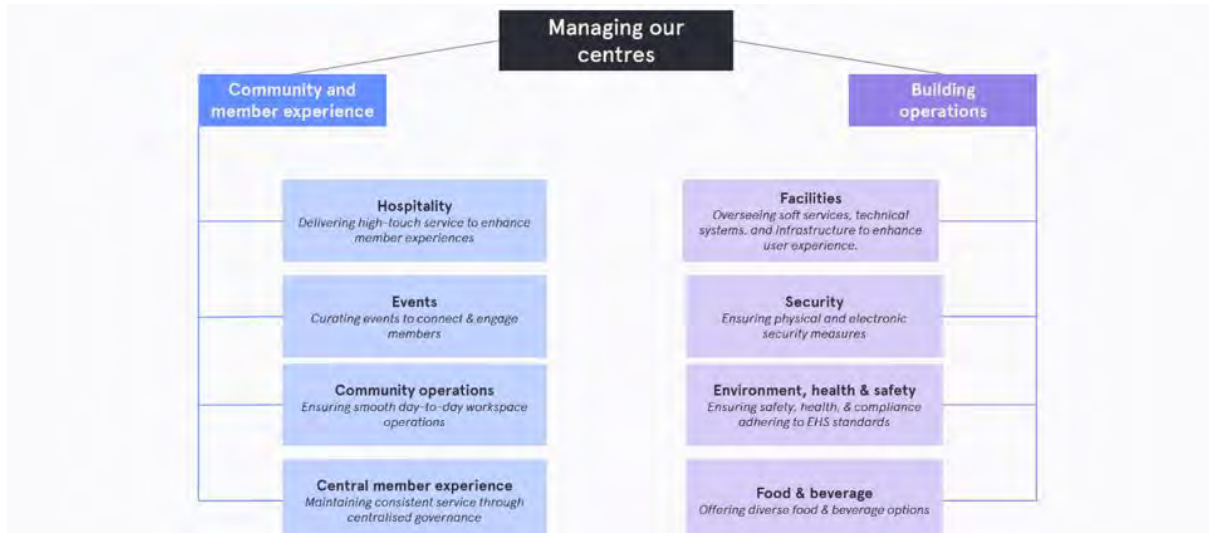 Managing our
centres
Community and
member experience
Building
operations
Hospitality
Delivering high-touch service to enhance
member experiences
Events
Curating events to connect & engage
members
Community operations
Ensuring smooth day-to-day workspace
operations
Central member experience
Maintaining consistent service through
centralised governance
Facilities
Overseeing soft services, technical
systems, and infrastructure to enhance
user experience.
Security
Ensuring physical and electronic
security measures
Environment, health & safety
Ensuring safety, health, & compliance
adhering to EHS standards
Food & beverage
Offering diverse food & beverage options